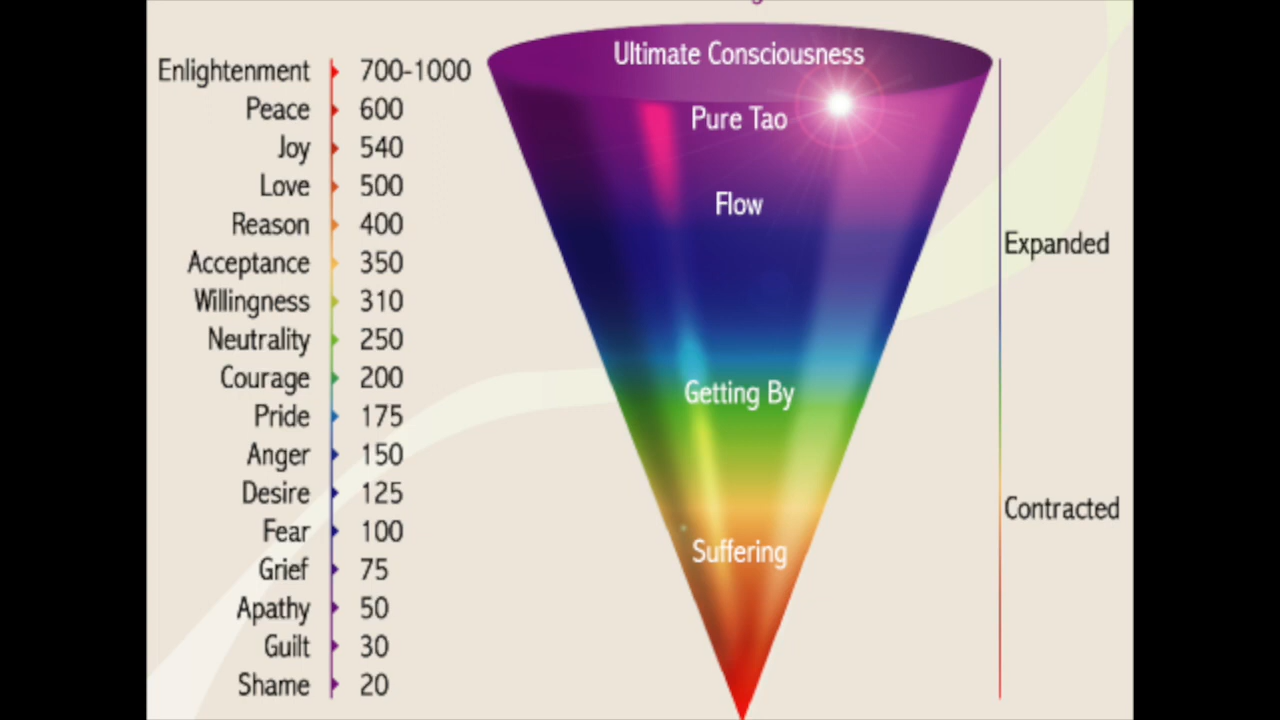 Enlightenment 700-1000
Peace 600
Joy 540
Love 500
Reason 400
Acceptance 350
Willingness 310
Neutrality 250
Courage 200
Pride 175
Anger 150
Desire 125
Fear 100
Grief 75
Apathy 50
Guilt 30
Shame 20
Ultimate Consciousness
Pure Tao
Flow
Getting By
Suffering
Expanded
Contracted